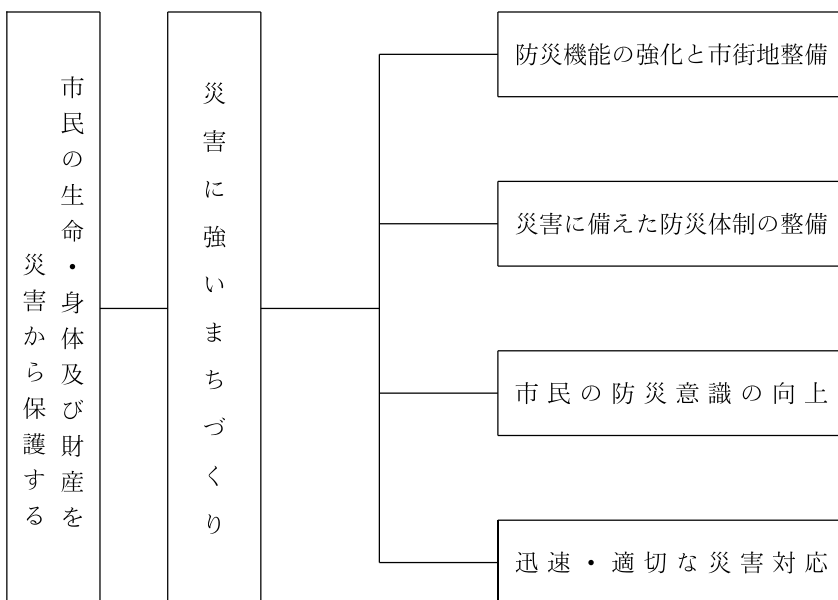 市民の生命・身体及び財産を
災害から保護する
災害に強いまちづくり
防災機能の強化と市街地整備
災害に備えた防災体制の整備
市民の防災意識の向上
迅速・適切な災害対応